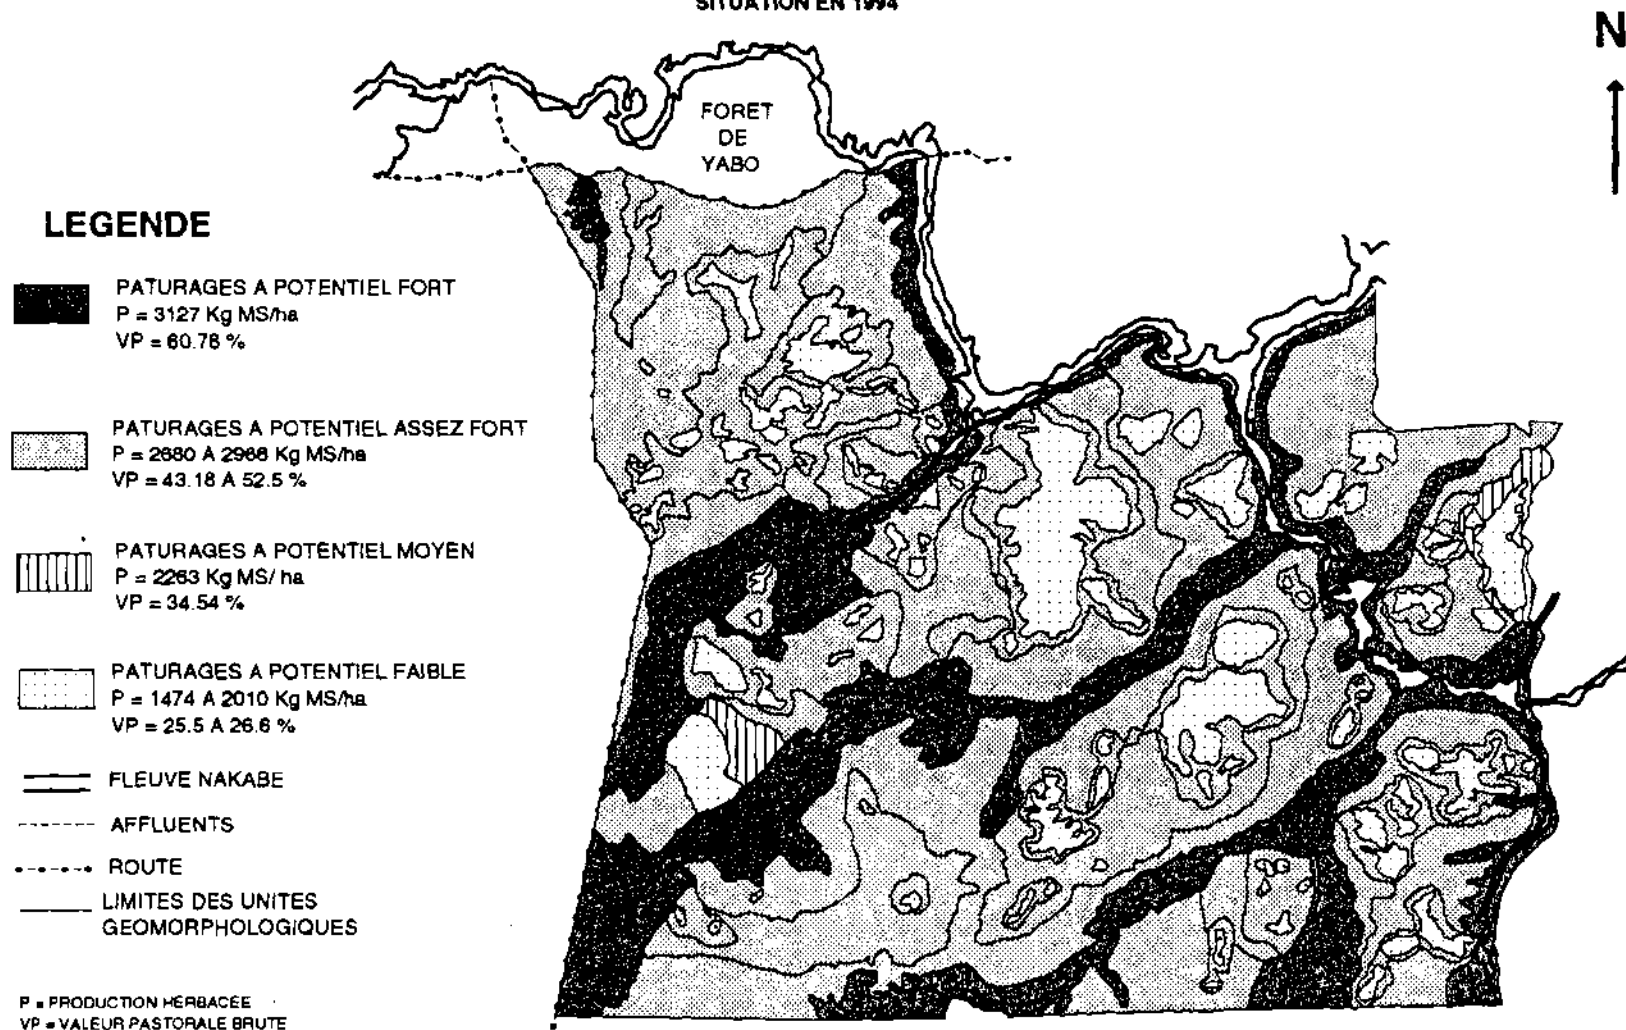 SITUATION EN 1994
N
FORET
DE
YABO
LEGENDE
PATURAGES A POTENTIEL FORT
P = 3127 Kg MS/ha
VP = 60.78 %
PATURAGES A POTENTIEL ASSEZ FORT
P = 2680 A 2966 Kg MS/ha
VP = 43.18 A 52.5 %
PATURAGES A POTENTIEL MOYEN
P = 2263 Kg MS/ ha
VP = 34.54 %
PATURAGES A POTENTIEL FAIBLE
P = 1474 A 2010 Kg MS/ha
VP = 25.5 A 26.6 %
FLEUVE NAKABE
AFFLUENTS
ROUTE
LIMITES DES UNITES
GEOMORPHOLOGIQUES
P = PRODUCTION HERBACÉE
VP = VALEUR PASTORALE BRUTE